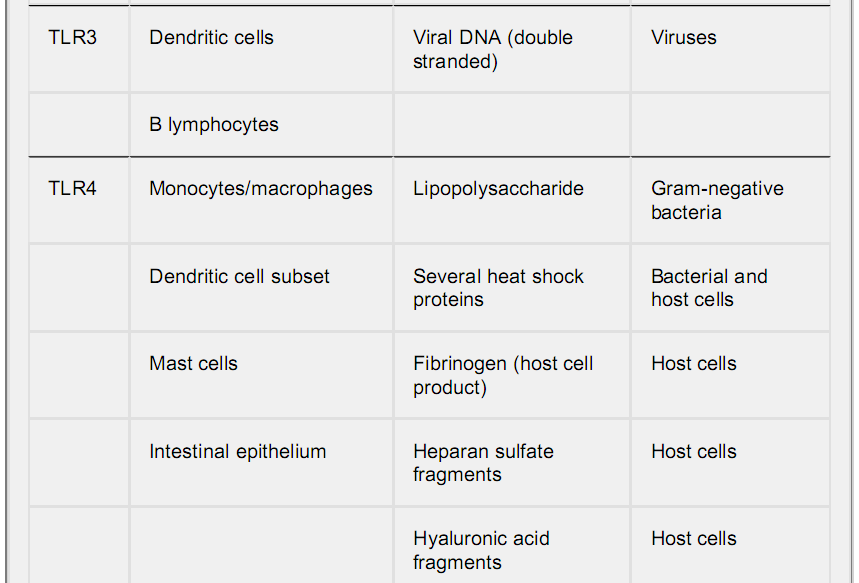 TLR3 Dendritic cells Viral DNA (double Viruses
stranded)
B lymphocytes
TLR4 Monocytes/macrophages Lipopolysaccharide Gram-negative
bacteria
Dendritic cell subset Several heat shock Bacterial and
proteins host cells
Mast cells Fibrinogen (host cell Host cells
product)
Intestinal epithelium Heparan sulfate Host cells
fragments
Hyaluronic acid Host cells
fragments